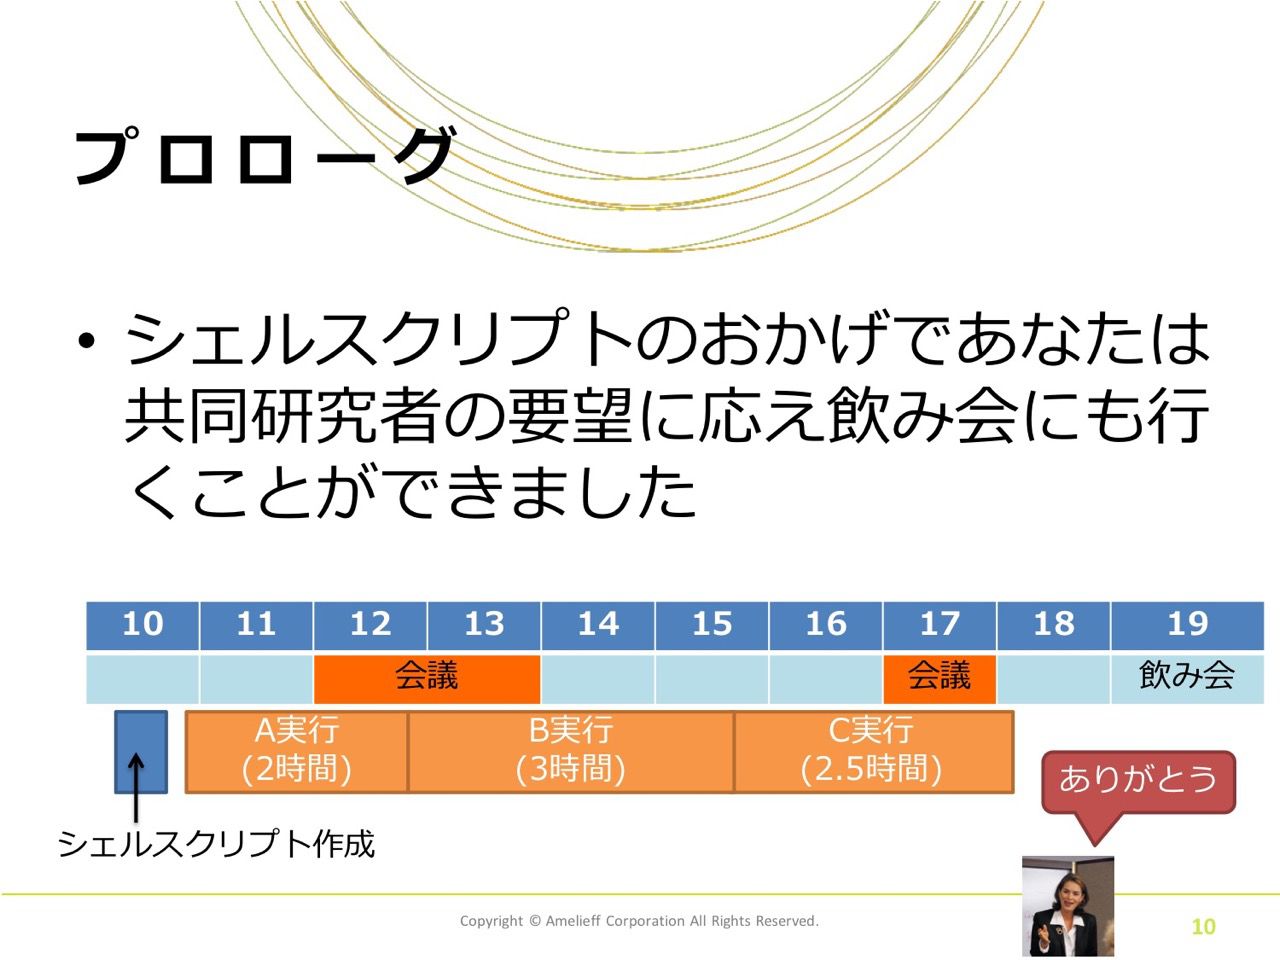 プロローグ
• シェルスクリプトのおかげであなたは
共同研究者の要望に応え飲み会にも行
くことができました
10 11 12 13 14 15 16 17 18 19
会議 会議 飲み会
A実行 B実行 C実行
(2時間) (3時間) (2.5時間)
ありがとう
シェルスクリプト作成
Copyright © Amelieff Corporation All Rights Reserved.
10